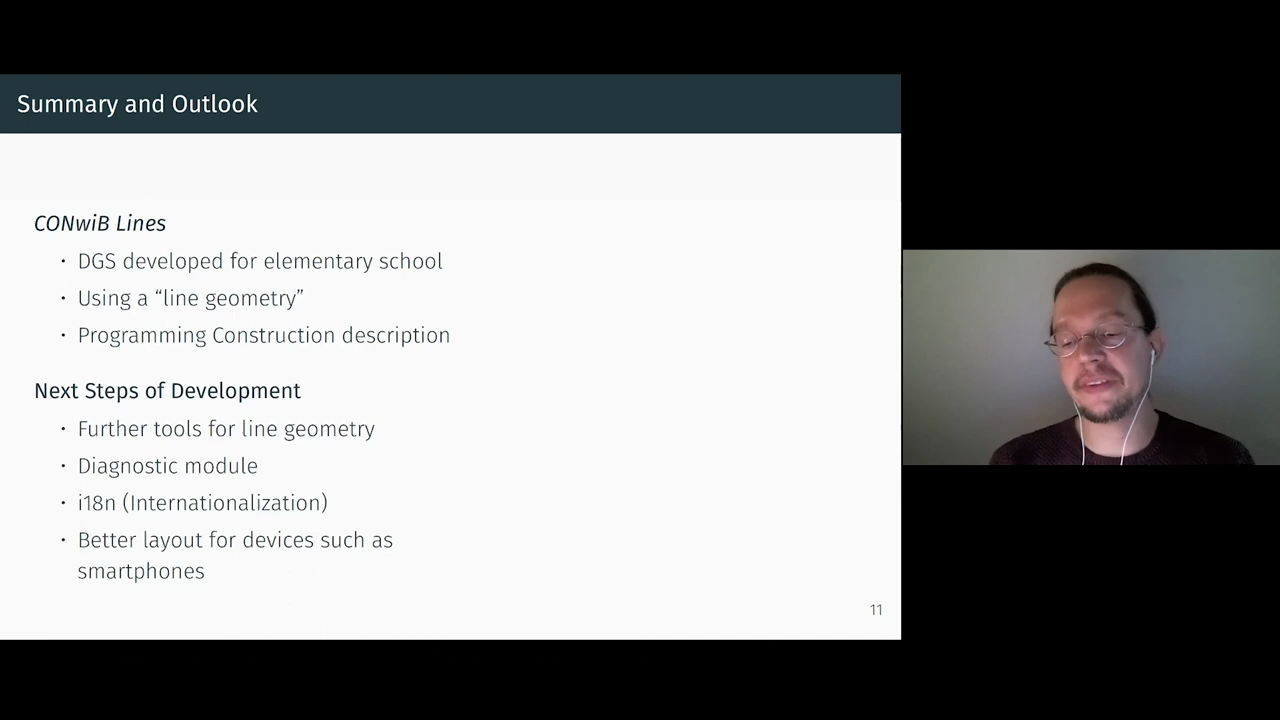 Summary and Outlook
CONwiB Lines
· DGS developed for elementary school
· Using a “line geometry”
· Programming Construction description
Next Steps of Development
· Further tools for line geometry
· Diagnostic module
· i18n (Internationalization)
· Better layout for devices such as
smartphones
11